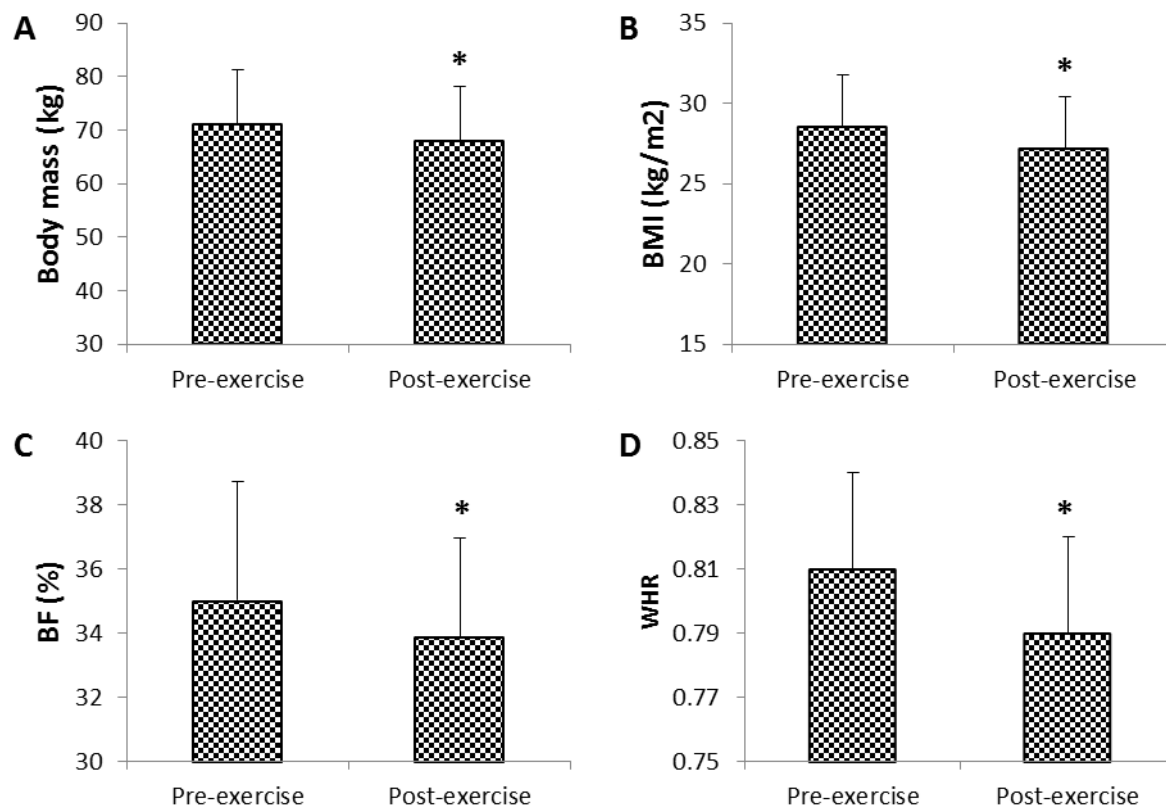 A
Body mass (kg)
90
80
70
60
50
40
30
*
Pre-exercise Post-exercise
B
BMI (kg/m2)
35
30
25
20
15
*
Pre-exercise Post-exercise
C
BF (%)
40
38
36
34
32
30
*
Pre-exercise Post-exercise
D
WHR
0.85
0.83
0.81
0.79
0.77
0.75
*
Pre-exercise Post-exercise